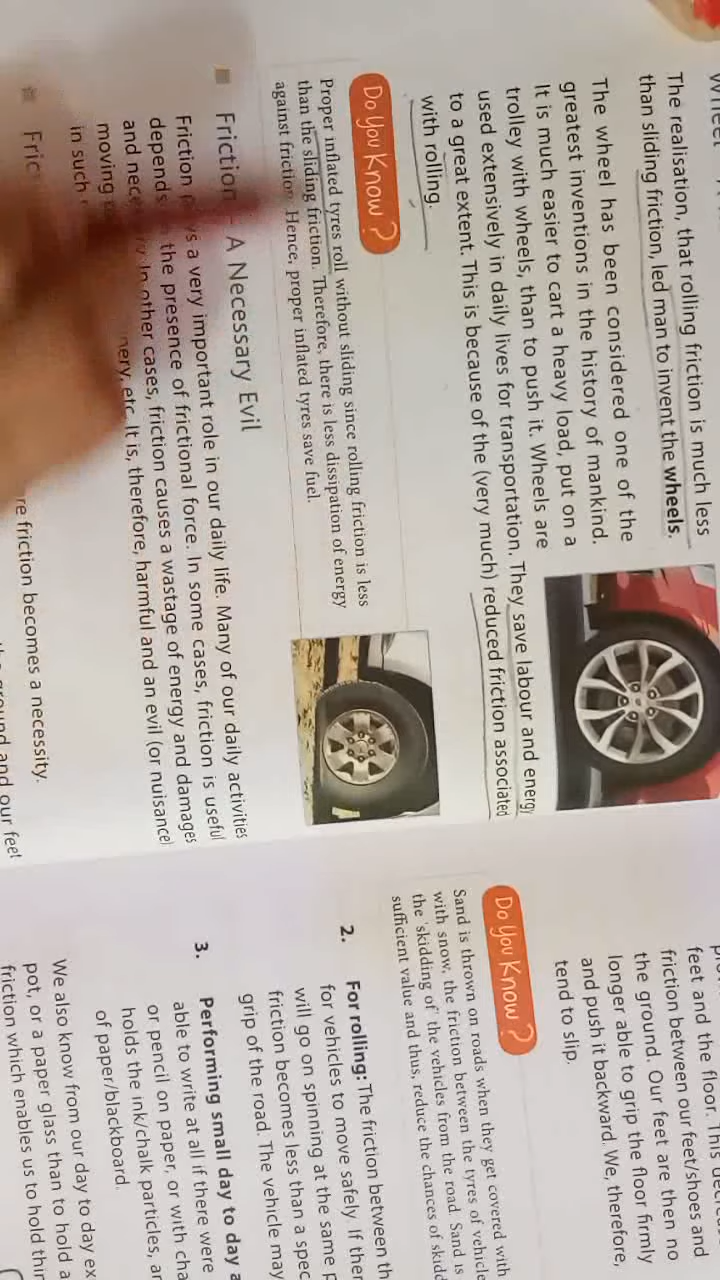 The realisation, that rolling friction is much less
than sliding friction, led man to invent the wheels.
The wheel has been considered one of the
greatest inventions in the history of mankind.
It is much easier to cart a heavy load, put on a
trolley with wheels, than to push it. Wheels are
used extensively in daily lives for transportation. They save labour and energy
to a great extent. This is because of the (very much) reduced friction associated
with rolling.
Do You Know ?
Proper inflated tyres roll without sliding since rolling friction is less
than the sliding friction. Therefore, there is less dissipation of energy
against friction. Hence, proper inflated tyres save fuel.
Friction – A Necessary Evil
Friction a very important role in our daily life. Many of our daily activities
depends the presence of frictional force. In some cases, friction is useful
and In other cases, friction causes a wastage of energy and damages
moving etc. It is, therefore, harmful and an evil (or nuisance)
in such
re friction becomes a necessity.
ground and our feet
feet and the floor. This
friction between our feet/shoes and
the ground. Our feet are then no
longer able to grip the floor firmly
and push it backward. We, therefore,
tend to slip.
Do You Know ?
Sand is thrown on roads when they get covered with
with snow, the friction between the tyres of vehicle
the 'skidding of' the vehicles from the road. Sand is
sufficient value and thus, reduce the chances of skidd
2. For rolling: The friction between th
for vehicles to move safely. If ther
will go on spinning at the same p
friction becomes less than a spec
grip of the road. The vehicle may
3. Performing small day to day a
able to write at all if there were
or pencil on paper, or with cha
holds the ink/chalk particles, ar
of paper/blackboard.
We also know from our day to day ex
pot, or a paper glass than to hold a
friction which enables us to hold thin